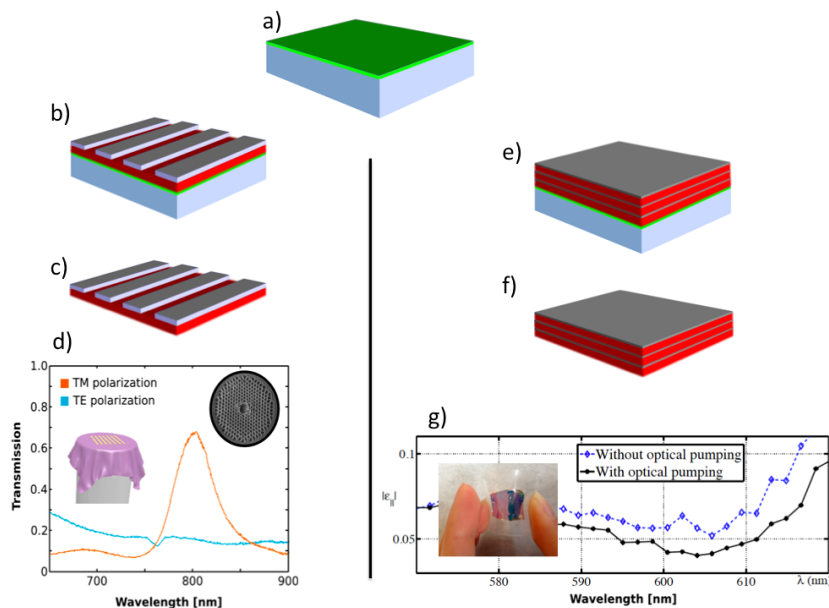 a)
b)
c)
d)
1.0
0.8
0.6
0.4
0.2
0
Transmission
TM polarization
TE polarization
700
750
800
850
900
Wavelength [nm]
e)
f)
g)
0.1
0.05
|ε||
Without optical pumping
With optical pumping
580
590
600
610
λ (nm)
Wavelength [nm]